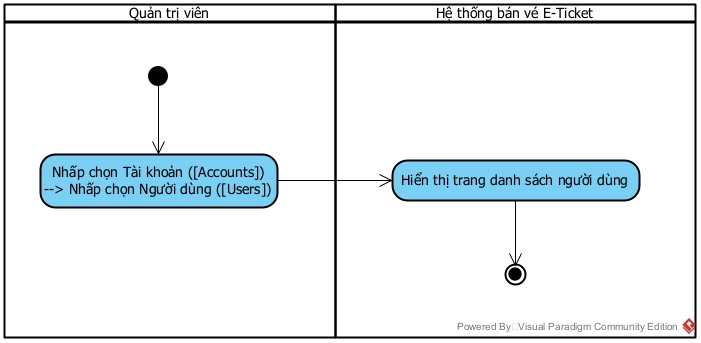 Quản trị viên
Hệ thống bán vé E-Ticket
Nhấp chọn Tài khoản ([Accounts])
--> Nhấp chọn Người dùng ([Users])
Hiển thị trang danh sách người dùng
Powered By Visual Paradigm Community Edition